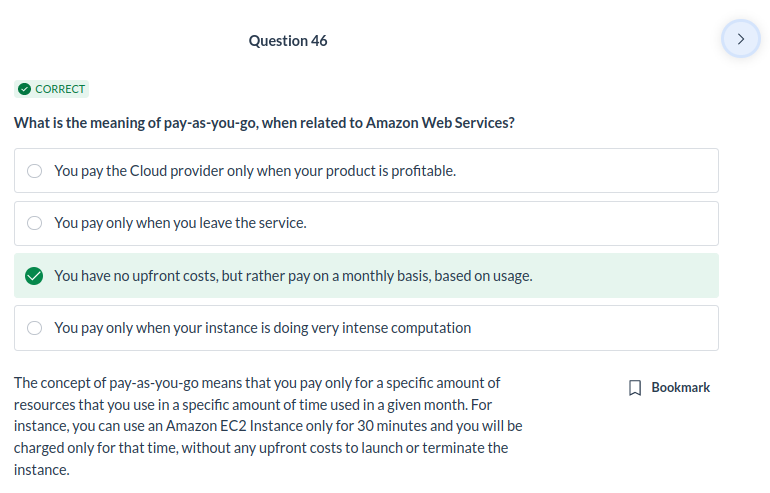 Question 46
CORRECT
What is the meaning of pay-as-you-go, when related to Amazon Web Services?
You pay the Cloud provider only when your product is profitable.
You pay only when you leave the service.
You have no upfront costs, but rather pay on a monthly basis, based on usage.
You pay only when your instance is doing very intense computation
The concept of pay-as-you-go means that you pay only for a specific amount of
resources that you use in a specific amount of time used in a given month. For
instance, you can use an Amazon EC2 Instance only for 30 minutes and you will be
charged only for that time, without any upfront costs to launch or terminate the
instance.
Bookmark